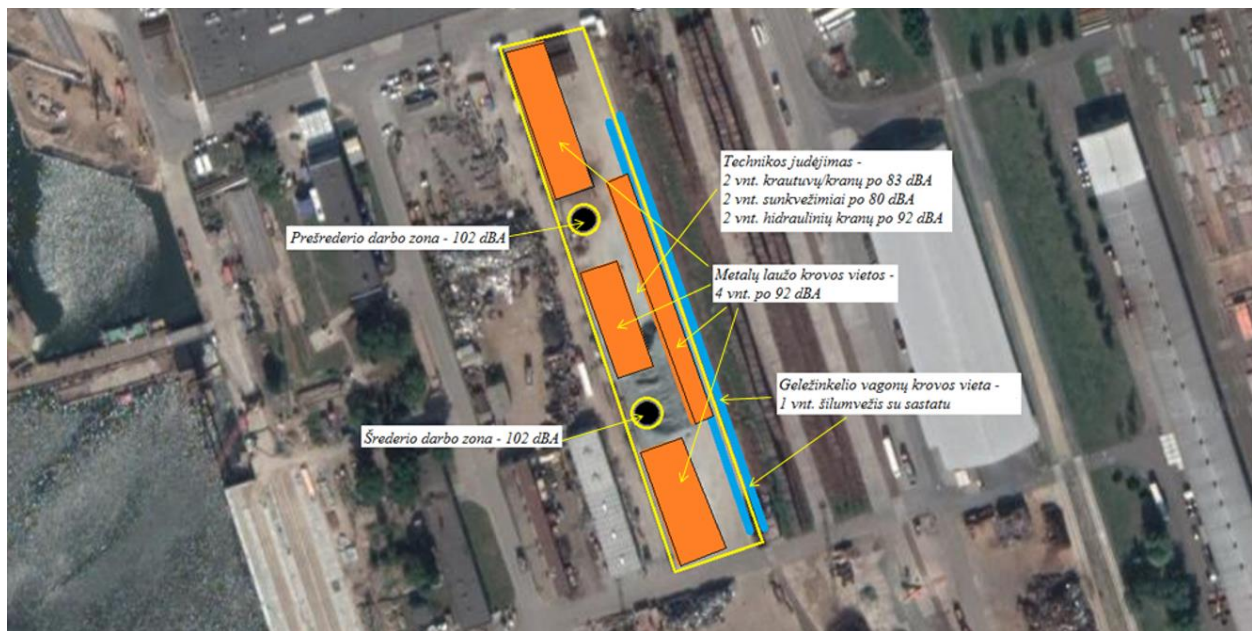 Technikos judėjimas -
2 vnt. krautuvų/kranų po 83 dBA
2 vnt. sunkvežimiai po 80 dBA
2 vnt. hidraulinių kranų po 92 dBA
Prešrederio darbo zona - 102 dBA
Metalų laužo krovos vietos -
4 vnt. po 92 dBA
Geležinkelio vagonų krovos vieta -
1 vnt. šilumvežis su sastatu
Šrederio darbo zona - 102 dBA